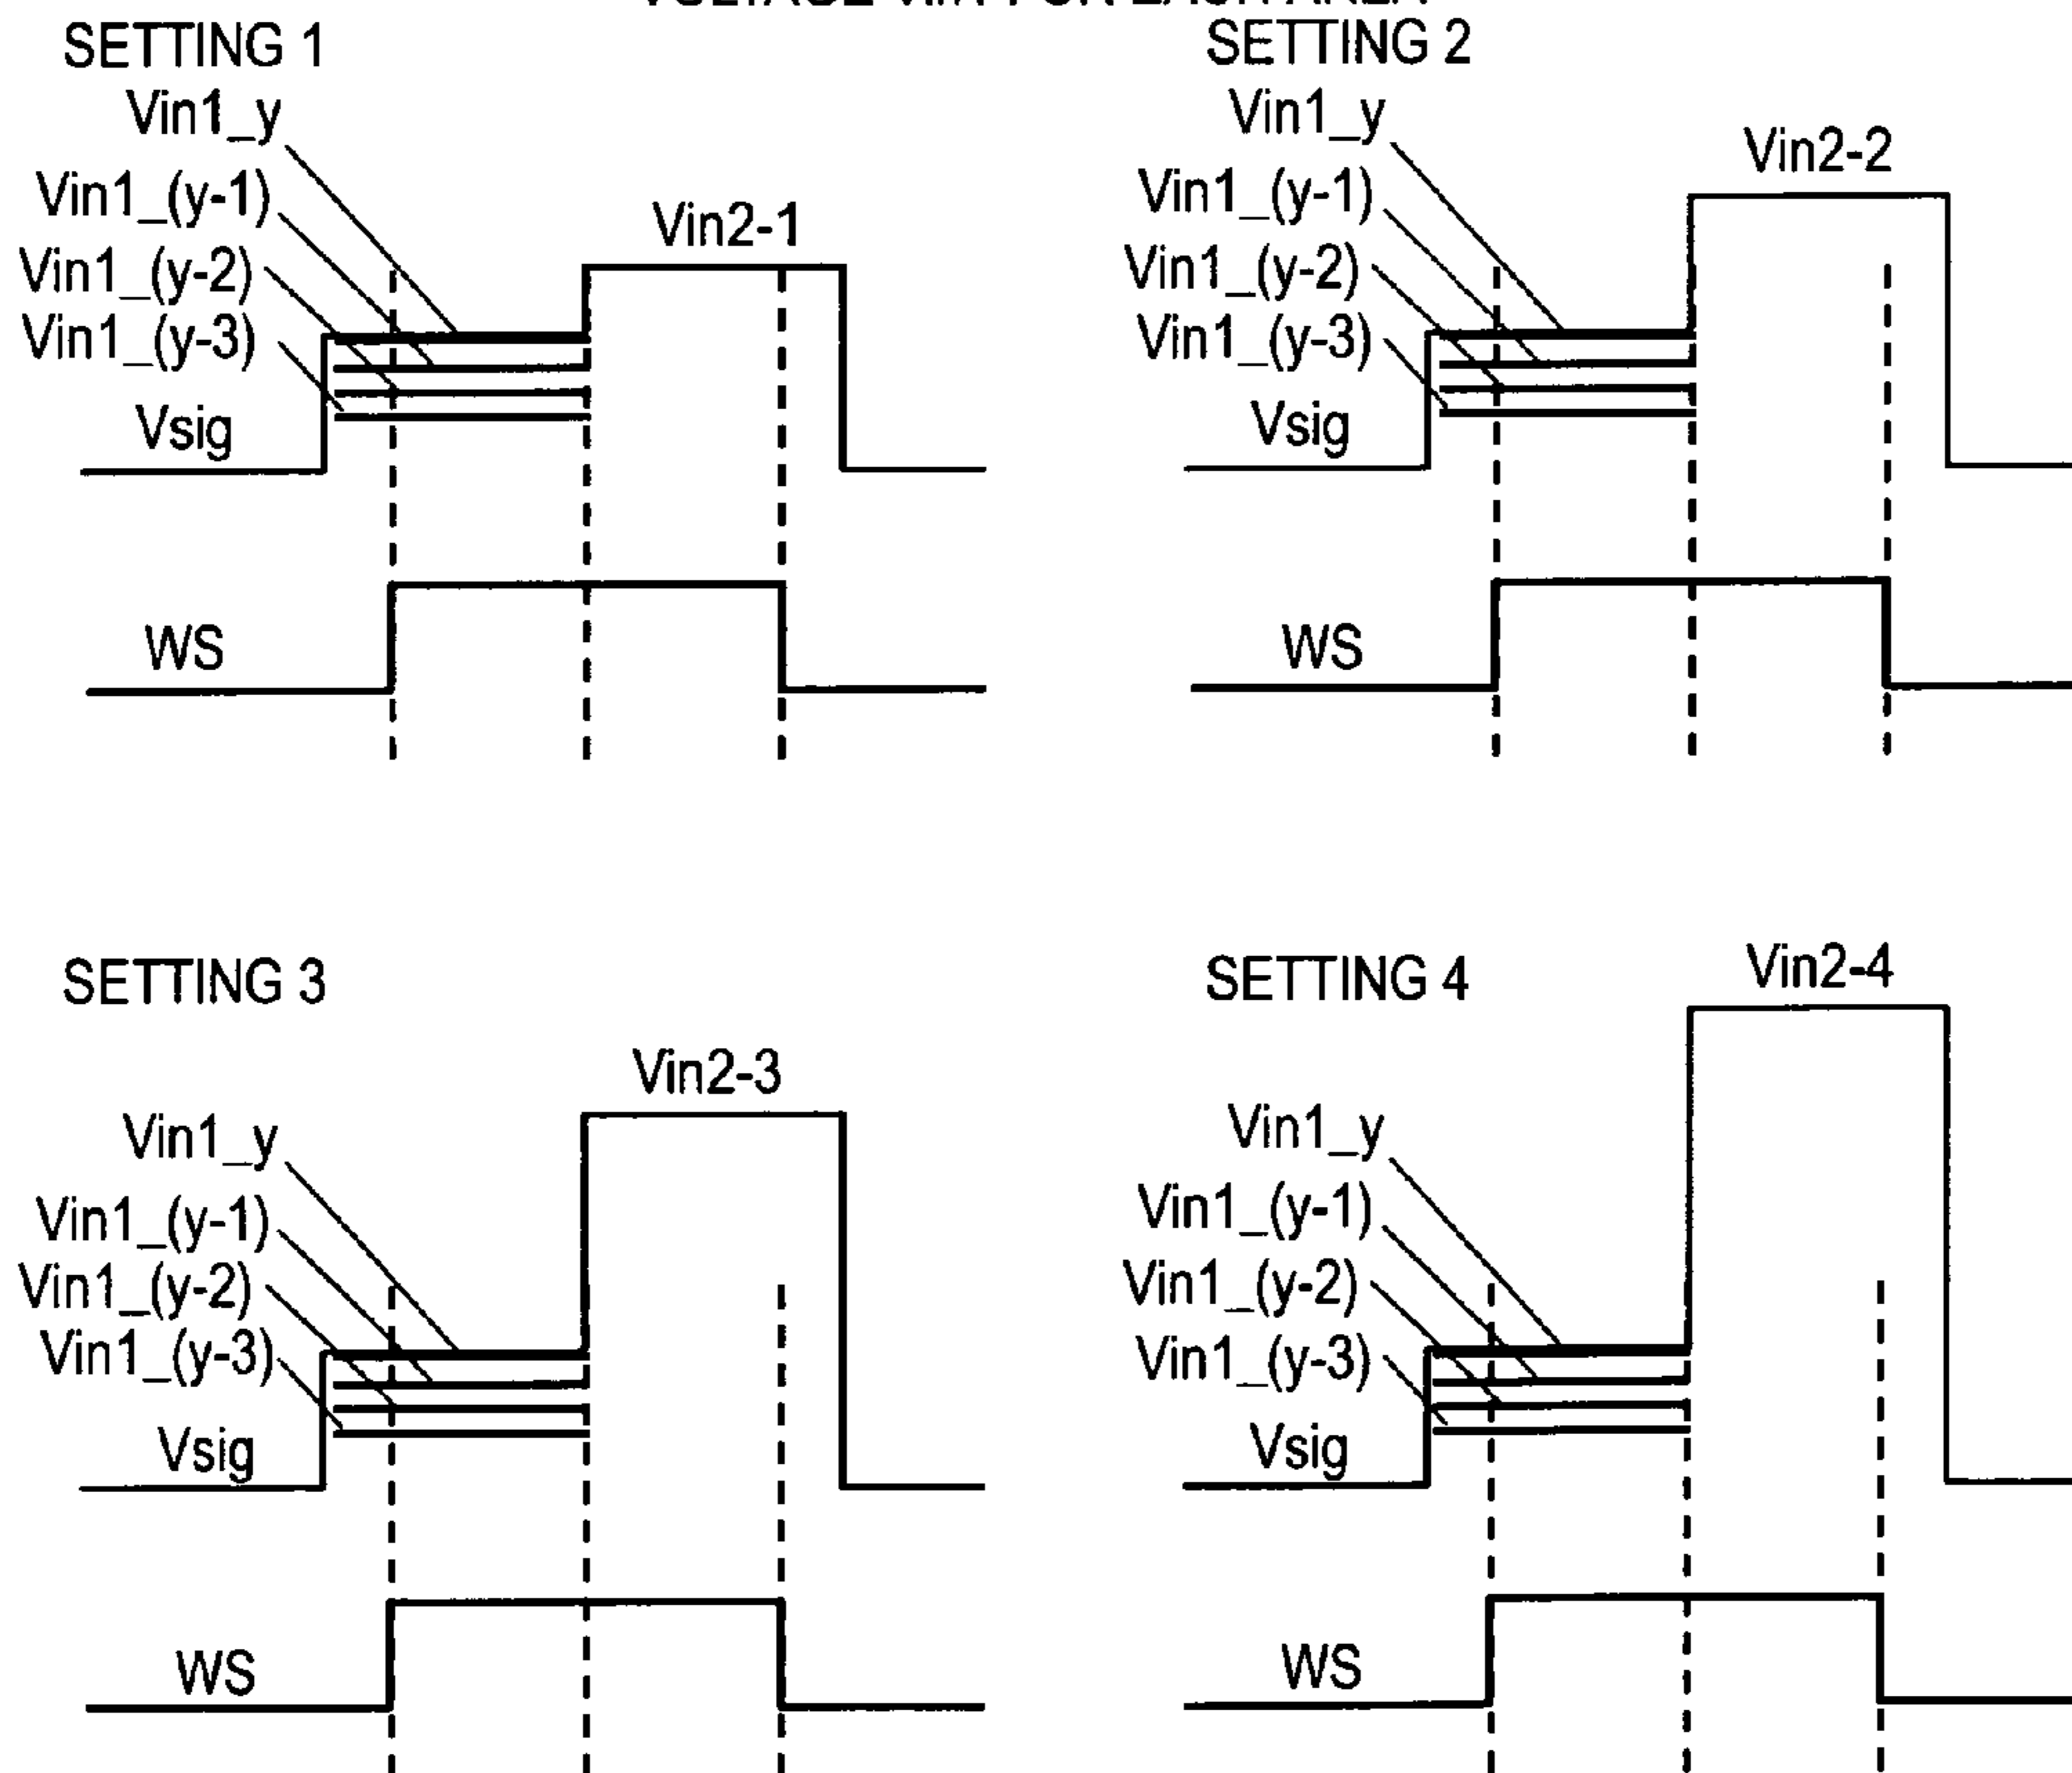 SETTING 1
Vin1_y
Vin1_(y-1)
Vin1_(y-2)
Vin1_(y-3)
Vin2-1
Vsig
WS
SETTING 2
Vin1_y
Vin1_(y-1)
Vin1_(y-2)
Vin1_(y-3)
Vin2-2
Vsig
WS
SETTING 3
Vin2-3
Vin1_y
Vin1_(y-1)
Vin1_(y-2)
Vin1_(y-3)
Vsig
WS
SETTING 4
Vin2-4
Vin1_y
Vin1_(y-1)
Vin1_(y-2)
Vin1_(y-3)
Vsig
WS